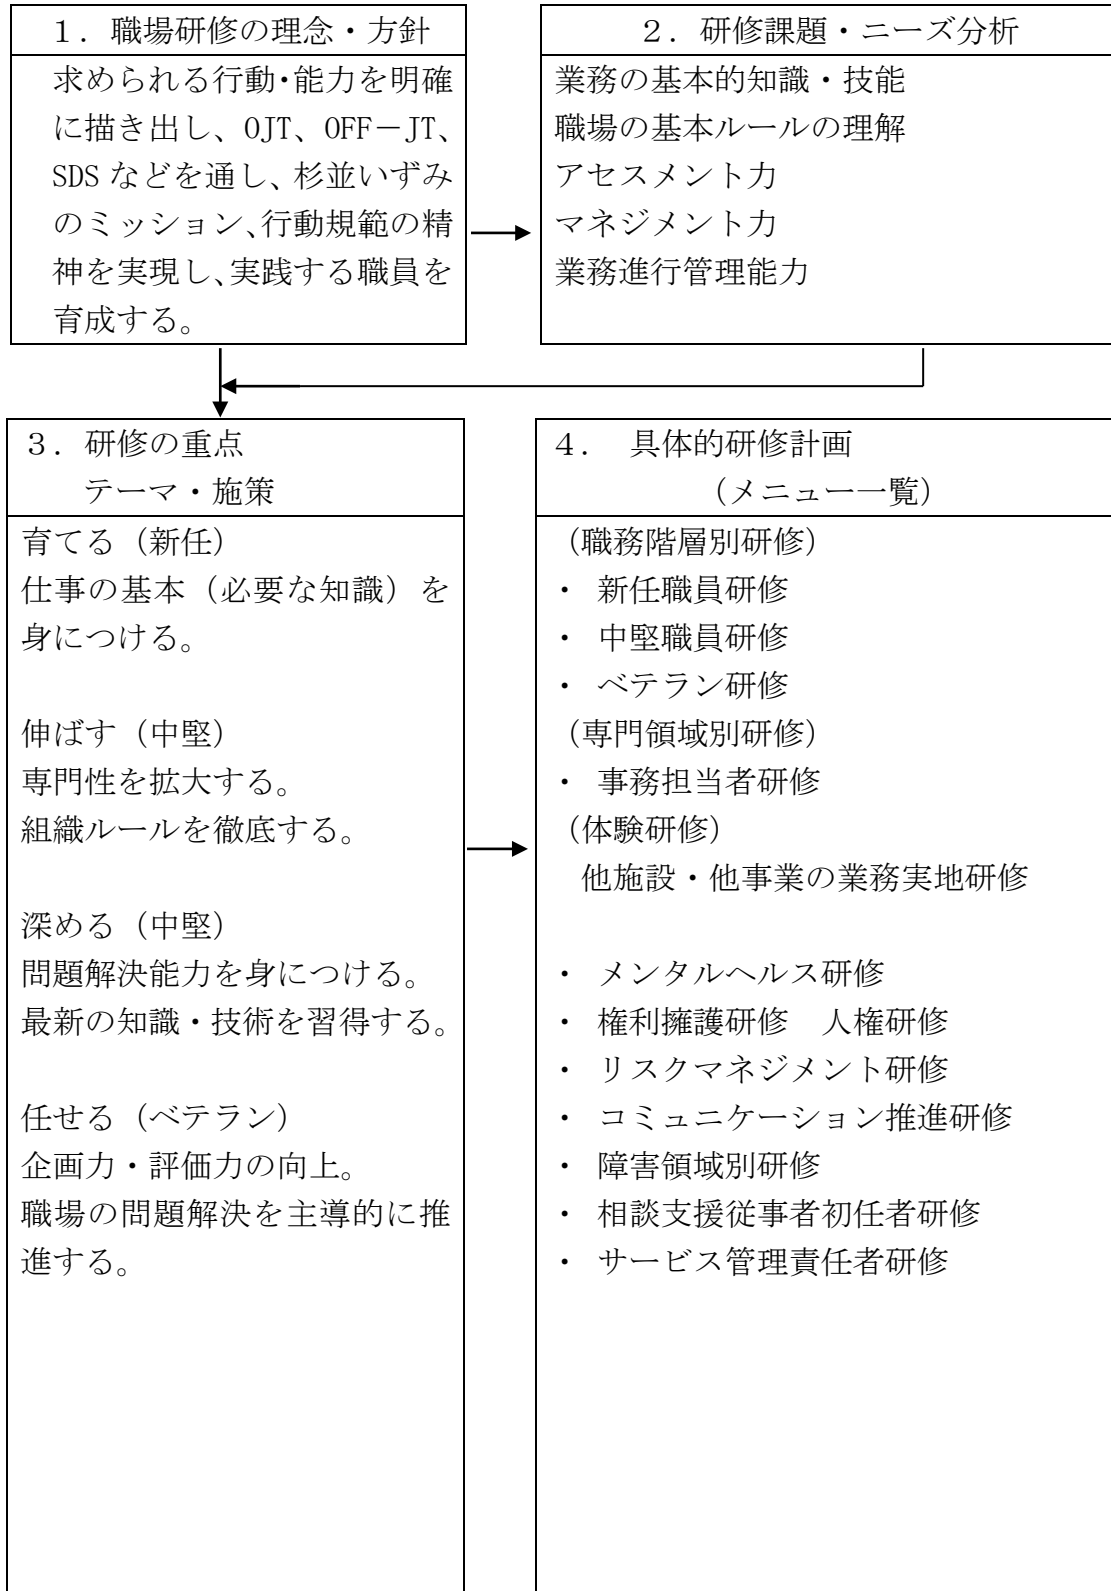 １．職場研修の理念・方針
求められる行動・能力を明確
に描き出し、OJT、OFF－JT、
SDS などを通し、杉並いずみ
のミッション、行動規範の精
神を実現し、実践する職員を
育成する。
２．研修課題・ニーズ分析
業務の基本的知識・技能
職場の基本ルールの理解
アセスメント力
マネジメント力
業務進行管理能力
３．研修の重点
テーマ・施策
育てる（新任）
仕事の基本（必要な知識）を
身につける。
伸ばす（中堅）
専門性を拡大する。
組織ルールを徹底する。
深める（中堅）
問題解決能力を身につける。
最新の知識・技術を習得する。
任せる（ベテラン）
企画力・評価力の向上。
職場の問題解決を主導的に推
進する。
４．　具体的研修計画
（メニュー一覧）
（職務階層別研修）
・ 新任職員研修
・ 中堅職員研修
・ ベテラン研修
（専門領域別研修）
・ 事務担当者研修
（体験研修）
他施設・他事業の業務実地研修
・ メンタルヘルス研修
・ 権利擁護研修　人権研修
・ リスクマネジメント研修
・ コミュニケーション推進研修
・ 障害領域別研修
・ 相談支援従事者初任者研修
・ サービス管理責任者研修